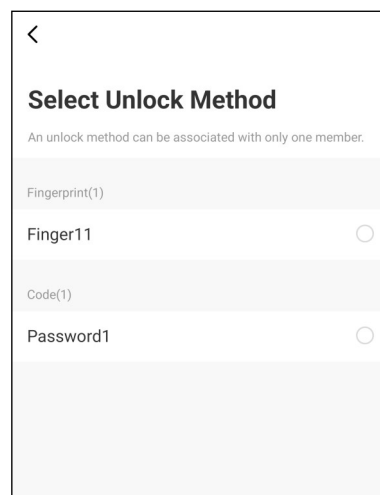 Select Unlock Method
An unlock method can be associated with only one member.
Fingerprint(1)
Finger11
Code(1)
Password1